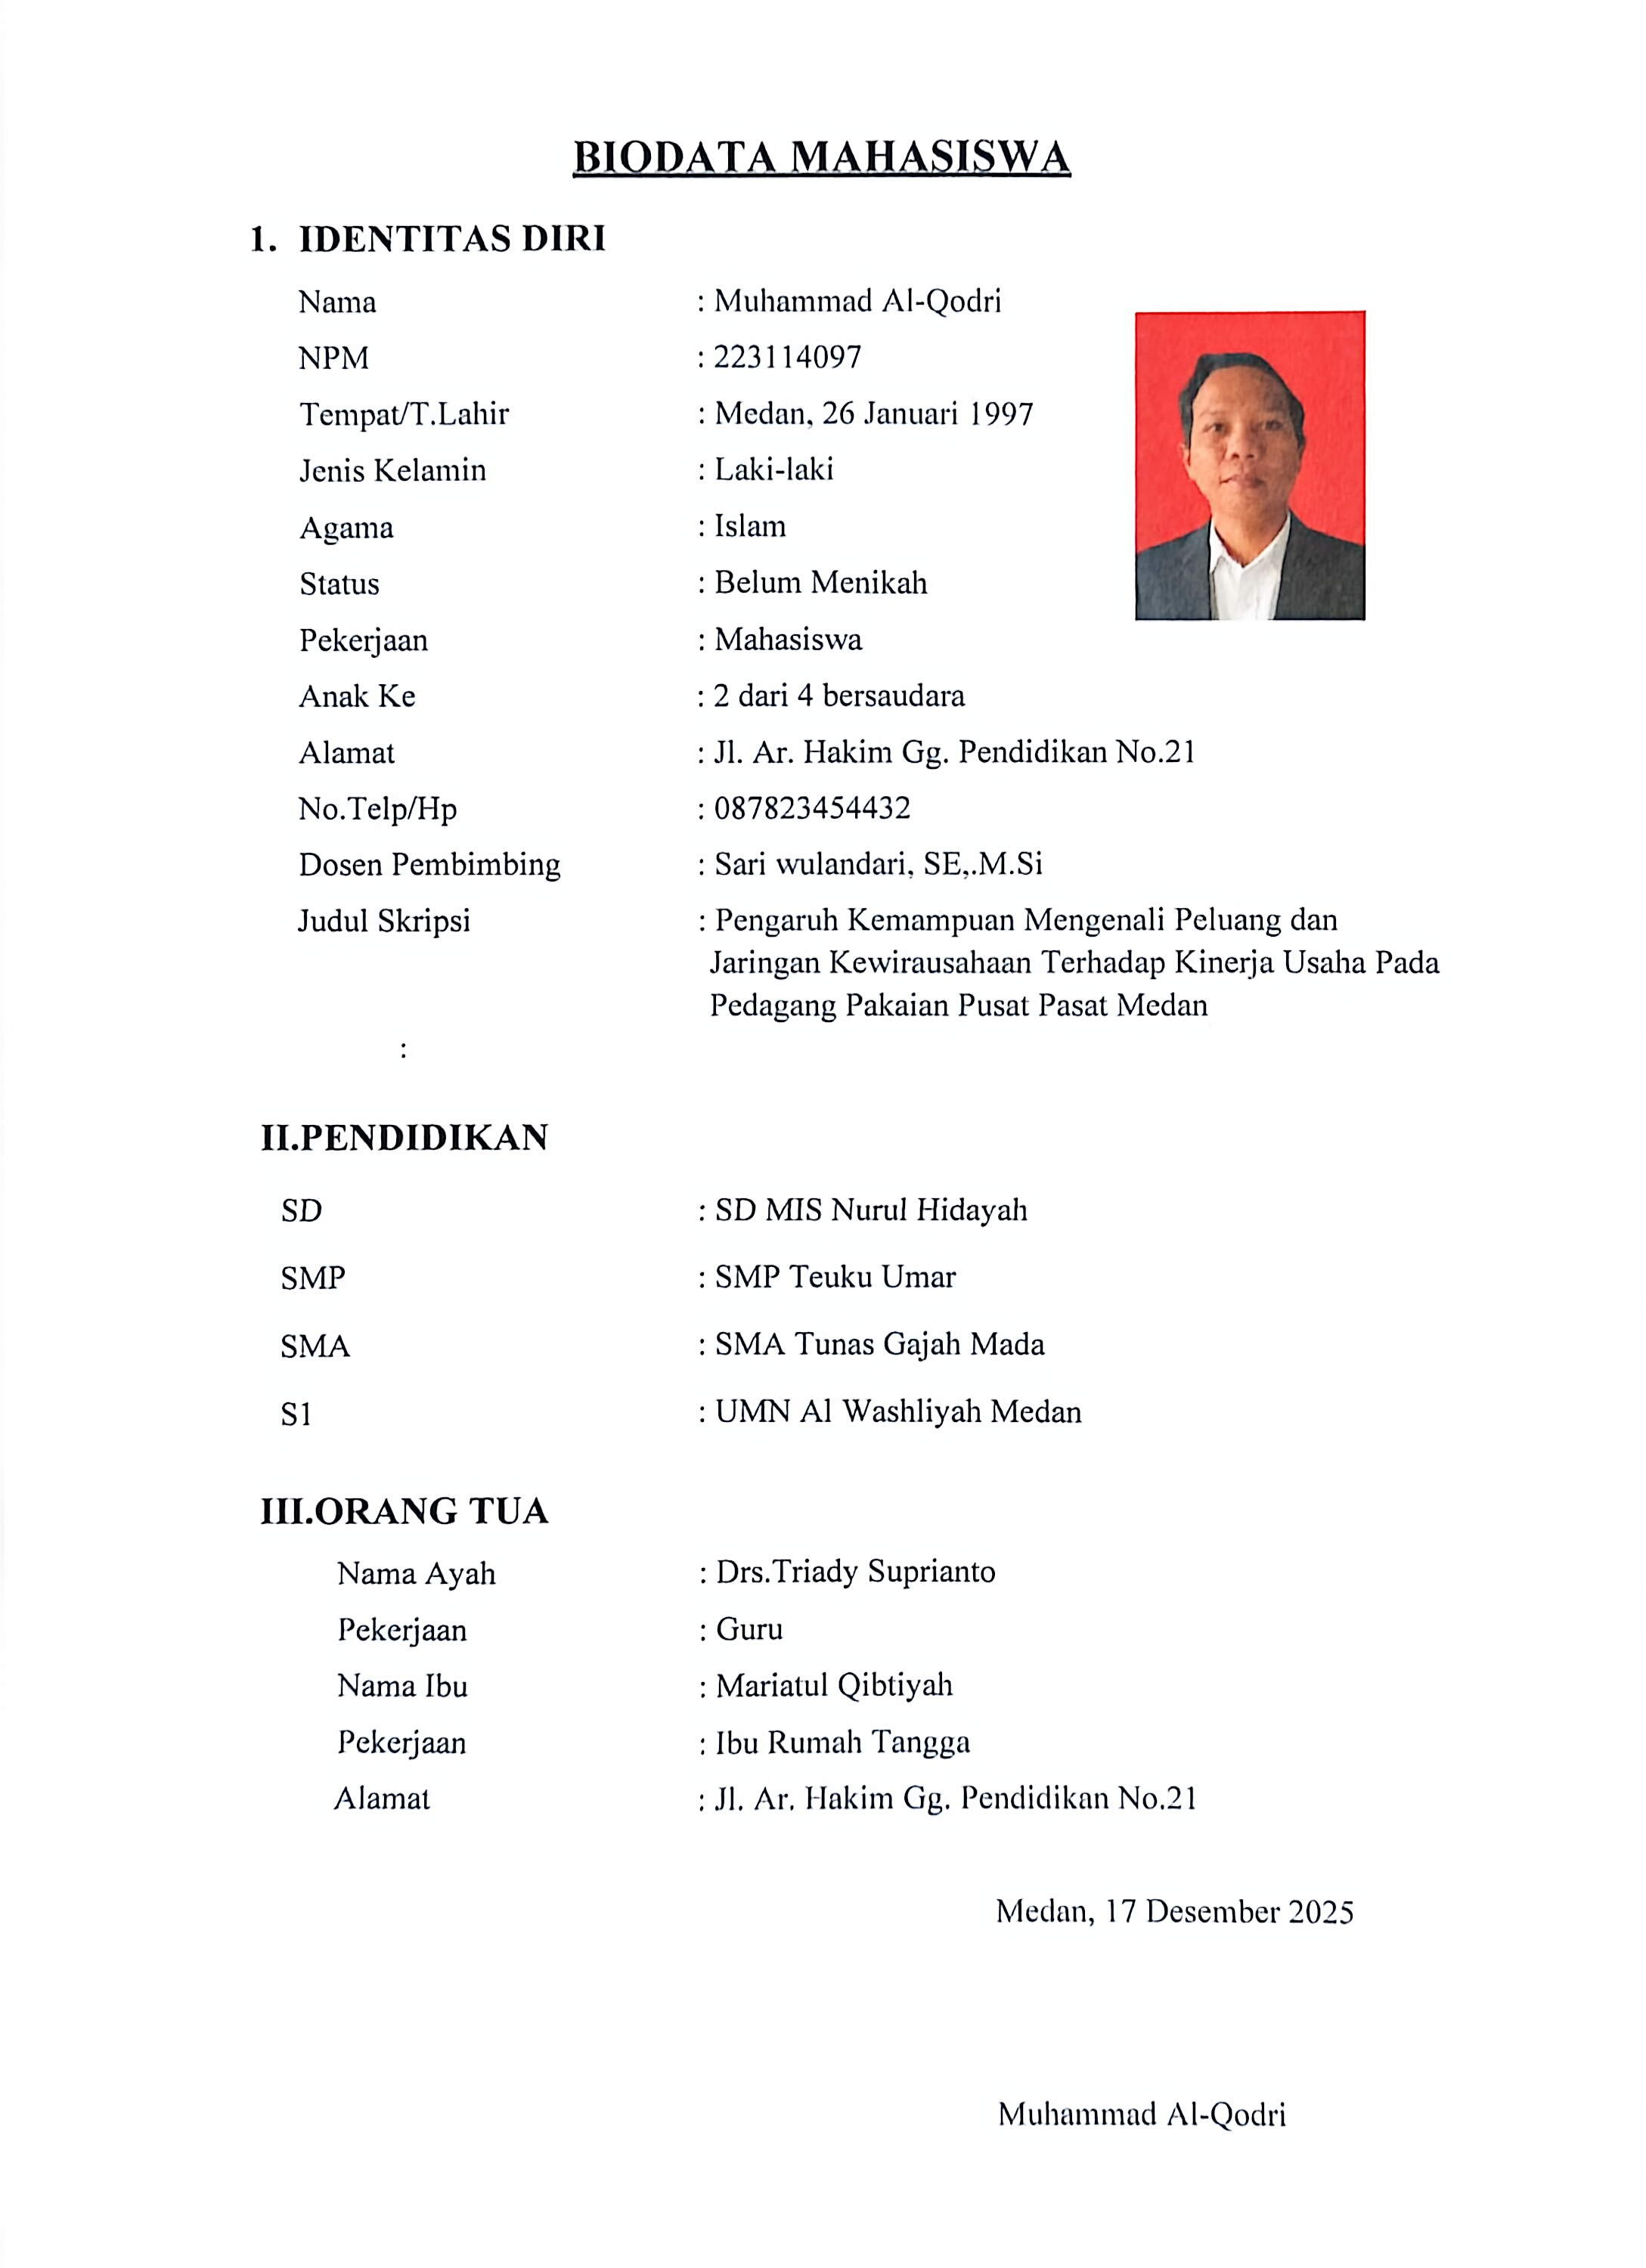 BIODATA MAHASISWA
1. IDENTITAS DIRI
Nama : Muhammad Al-Qodri
NPM : 223114097
Tempat/T.Lahir : Medan, 26 Januari 1997
Jenis Kelamin : Laki-laki
Agama : Islam
Status : Belum Menikah
Pekerjaan : Mahasiswa
Anak Ke : 2 dari 4 bersaudara
Alamat : Jl. Ar. Hakim Gg. Pendidikan No.21
No.Telp/Hp : 087823454432
Dosen Pembimbing : Sari wulandari, SE,.M.Si
Judul Skripsi : Pengaruh Kemampuan Mengenali Peluang dan
Jaringan Kewirausahaan Terhadap Kinerja Usaha Pada
Pedagang Pakaian Pusat Pasat Medan
:
II.PENDIDIKAN
SD : SD MIS Nurul Hidayah
SMP : SMP Teuku Umar
SMA : SMA Tunas Gajah Mada
S1 : UMN Al Washliyah Medan
III.ORANG TUA
Nama Ayah : Drs.Triady Suprianto
Pekerjaan : Guru
Nama Ibu : Mariatul Qibtiyah
Pekerjaan : Ibu Rumah Tangga
Alamat : Jl. Ar. Hakim Gg. Pendidikan No.21
Medan, 17 Desember 2025
Muhammad Al-Qodri